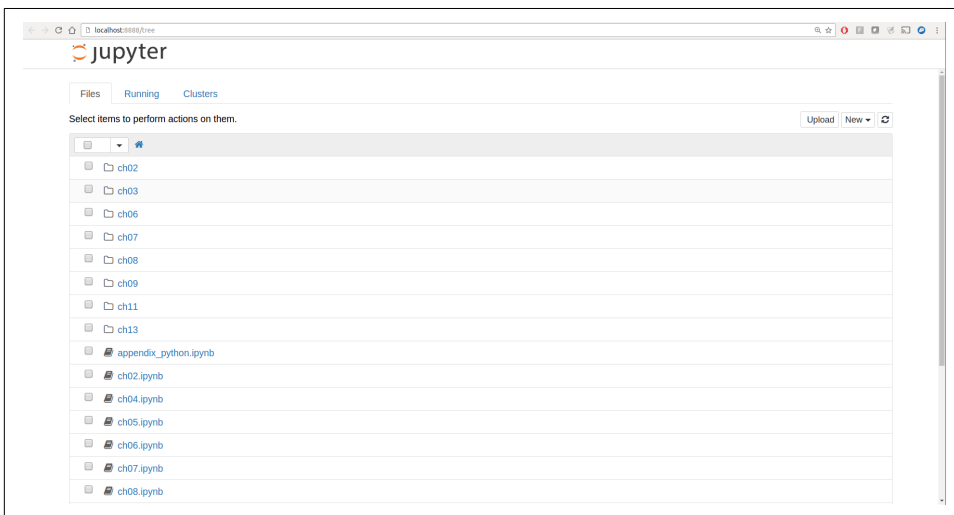 localhost:8888/tree
jupyter
Files Running Clusters
Select items to perform actions on them.
Upload New
ch02
ch03
ch06
ch07
ch08
ch09
ch11
ch13
appendix_python.ipynb
ch02.ipynb
ch04.ipynb
ch05.ipynb
ch06.ipynb
ch07.ipynb
ch08.ipynb